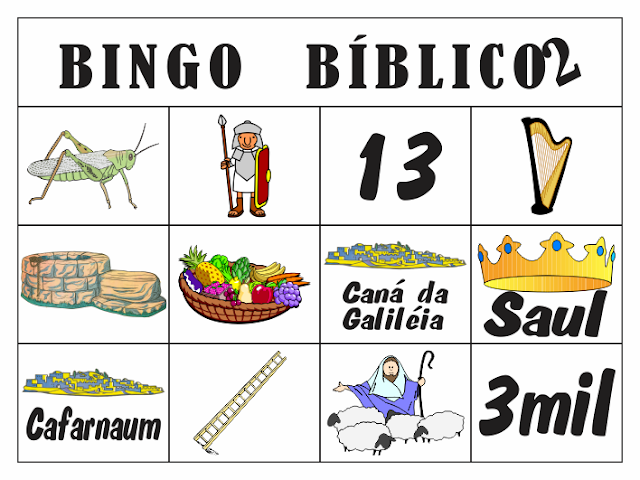 BINGO BÍBLICO 2
13
Caná da
Galiléia
Saul
Cafarnaum
3mil